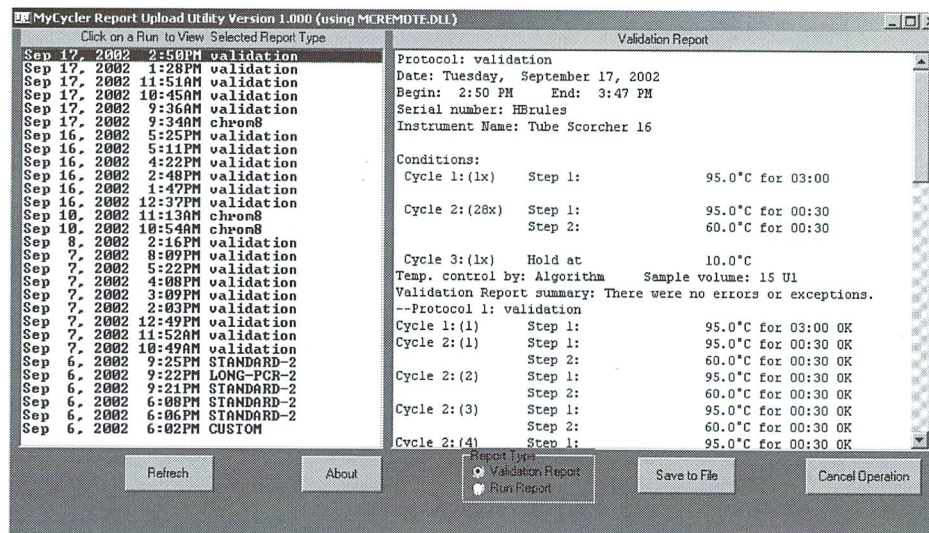 MyCycler Report Upload Utility Version 1.000 (using MCREMOTE.DLL)
Click on a Run to View Selected Report Type
Sep 17, 2002 2:50PM validation
Sep 17, 2002 1:28PM validation
Sep 17, 2002 11:51AM validation
Sep 17, 2002 10:45AM validation
Sep 17, 2002 9:36AM validation
Sep 17, 2002 9:34AM chrom8
Sep 16, 2002 5:25PM validation
Sep 16, 2002 5:11PM validation
Sep 16, 2002 4:22PM validation
Sep 16, 2002 2:48PM validation
Sep 16, 2002 1:47PM validation
Sep 16, 2002 12:37PM validation
Sep 10, 2002 11:13AM chrom8
Sep 10, 2002 10:54AM chrom8
Sep 8, 2002 2:16PM validation
Sep 7, 2002 8:09PM validation
Sep 7, 2002 5:22PM validation
Sep 7, 2002 4:08PM validation
Sep 7, 2002 3:09PM validation
Sep 7, 2002 2:03PM validation
Sep 7, 2002 12:49PM validation
Sep 7, 2002 11:52AM validation
Sep 7, 2002 10:49AM validation
Sep 6, 2002 9:25PM STANDARD-2
Sep 6, 2002 9:22PM LONG-PCR-2
Sep 6, 2002 9:21PM STANDARD-2
Sep 6, 2002 6:08PM STANDARD-2
Sep 6, 2002 6:06PM STANDARD-2
Sep 6, 2002 6:02PM CUSTOM
Validation Report
Protocol: validation
Date: Tuesday, September 17, 2002
Begin: 2:50 PM End: 3:47 PM
Serial number: HBrules
Instrument Name: Tube Scorcher 16
Conditions:
Cycle 1:(1x) Step 1: 95.0°C for 03:00
Cycle 2:(28x) Step 1: 95.0°C for 00:30
Step 2: 60.0°C for 00:30
Cycle 3:(1x) Hold at 10.0°C
Temp. control by: Algorithm Sample volume: 15 Ul
Validation Report summary: There were no errors or exceptions.
--Protocol 1: validation
Cycle 1:(1) Step 1: 95.0°C for 03:00 OK
Cycle 2:(1) Step 1: 95.0°C for 00:30 OK
Step 2: 60.0°C for 00:30 OK
Cycle 2:(2) Step 1: 95.0°C for 00:30 OK
Step 2: 60.0°C for 00:30 OK
Cycle 2:(3) Step 1: 95.0°C for 00:30 OK
Step 2: 60.0°C for 00:30 OK
Cycle 2:(4) Step 1: 95.0°C for 00:30 OK
Refresh
About
Report Type
Validation Report
Run Report
Save to File
Cancel Operation